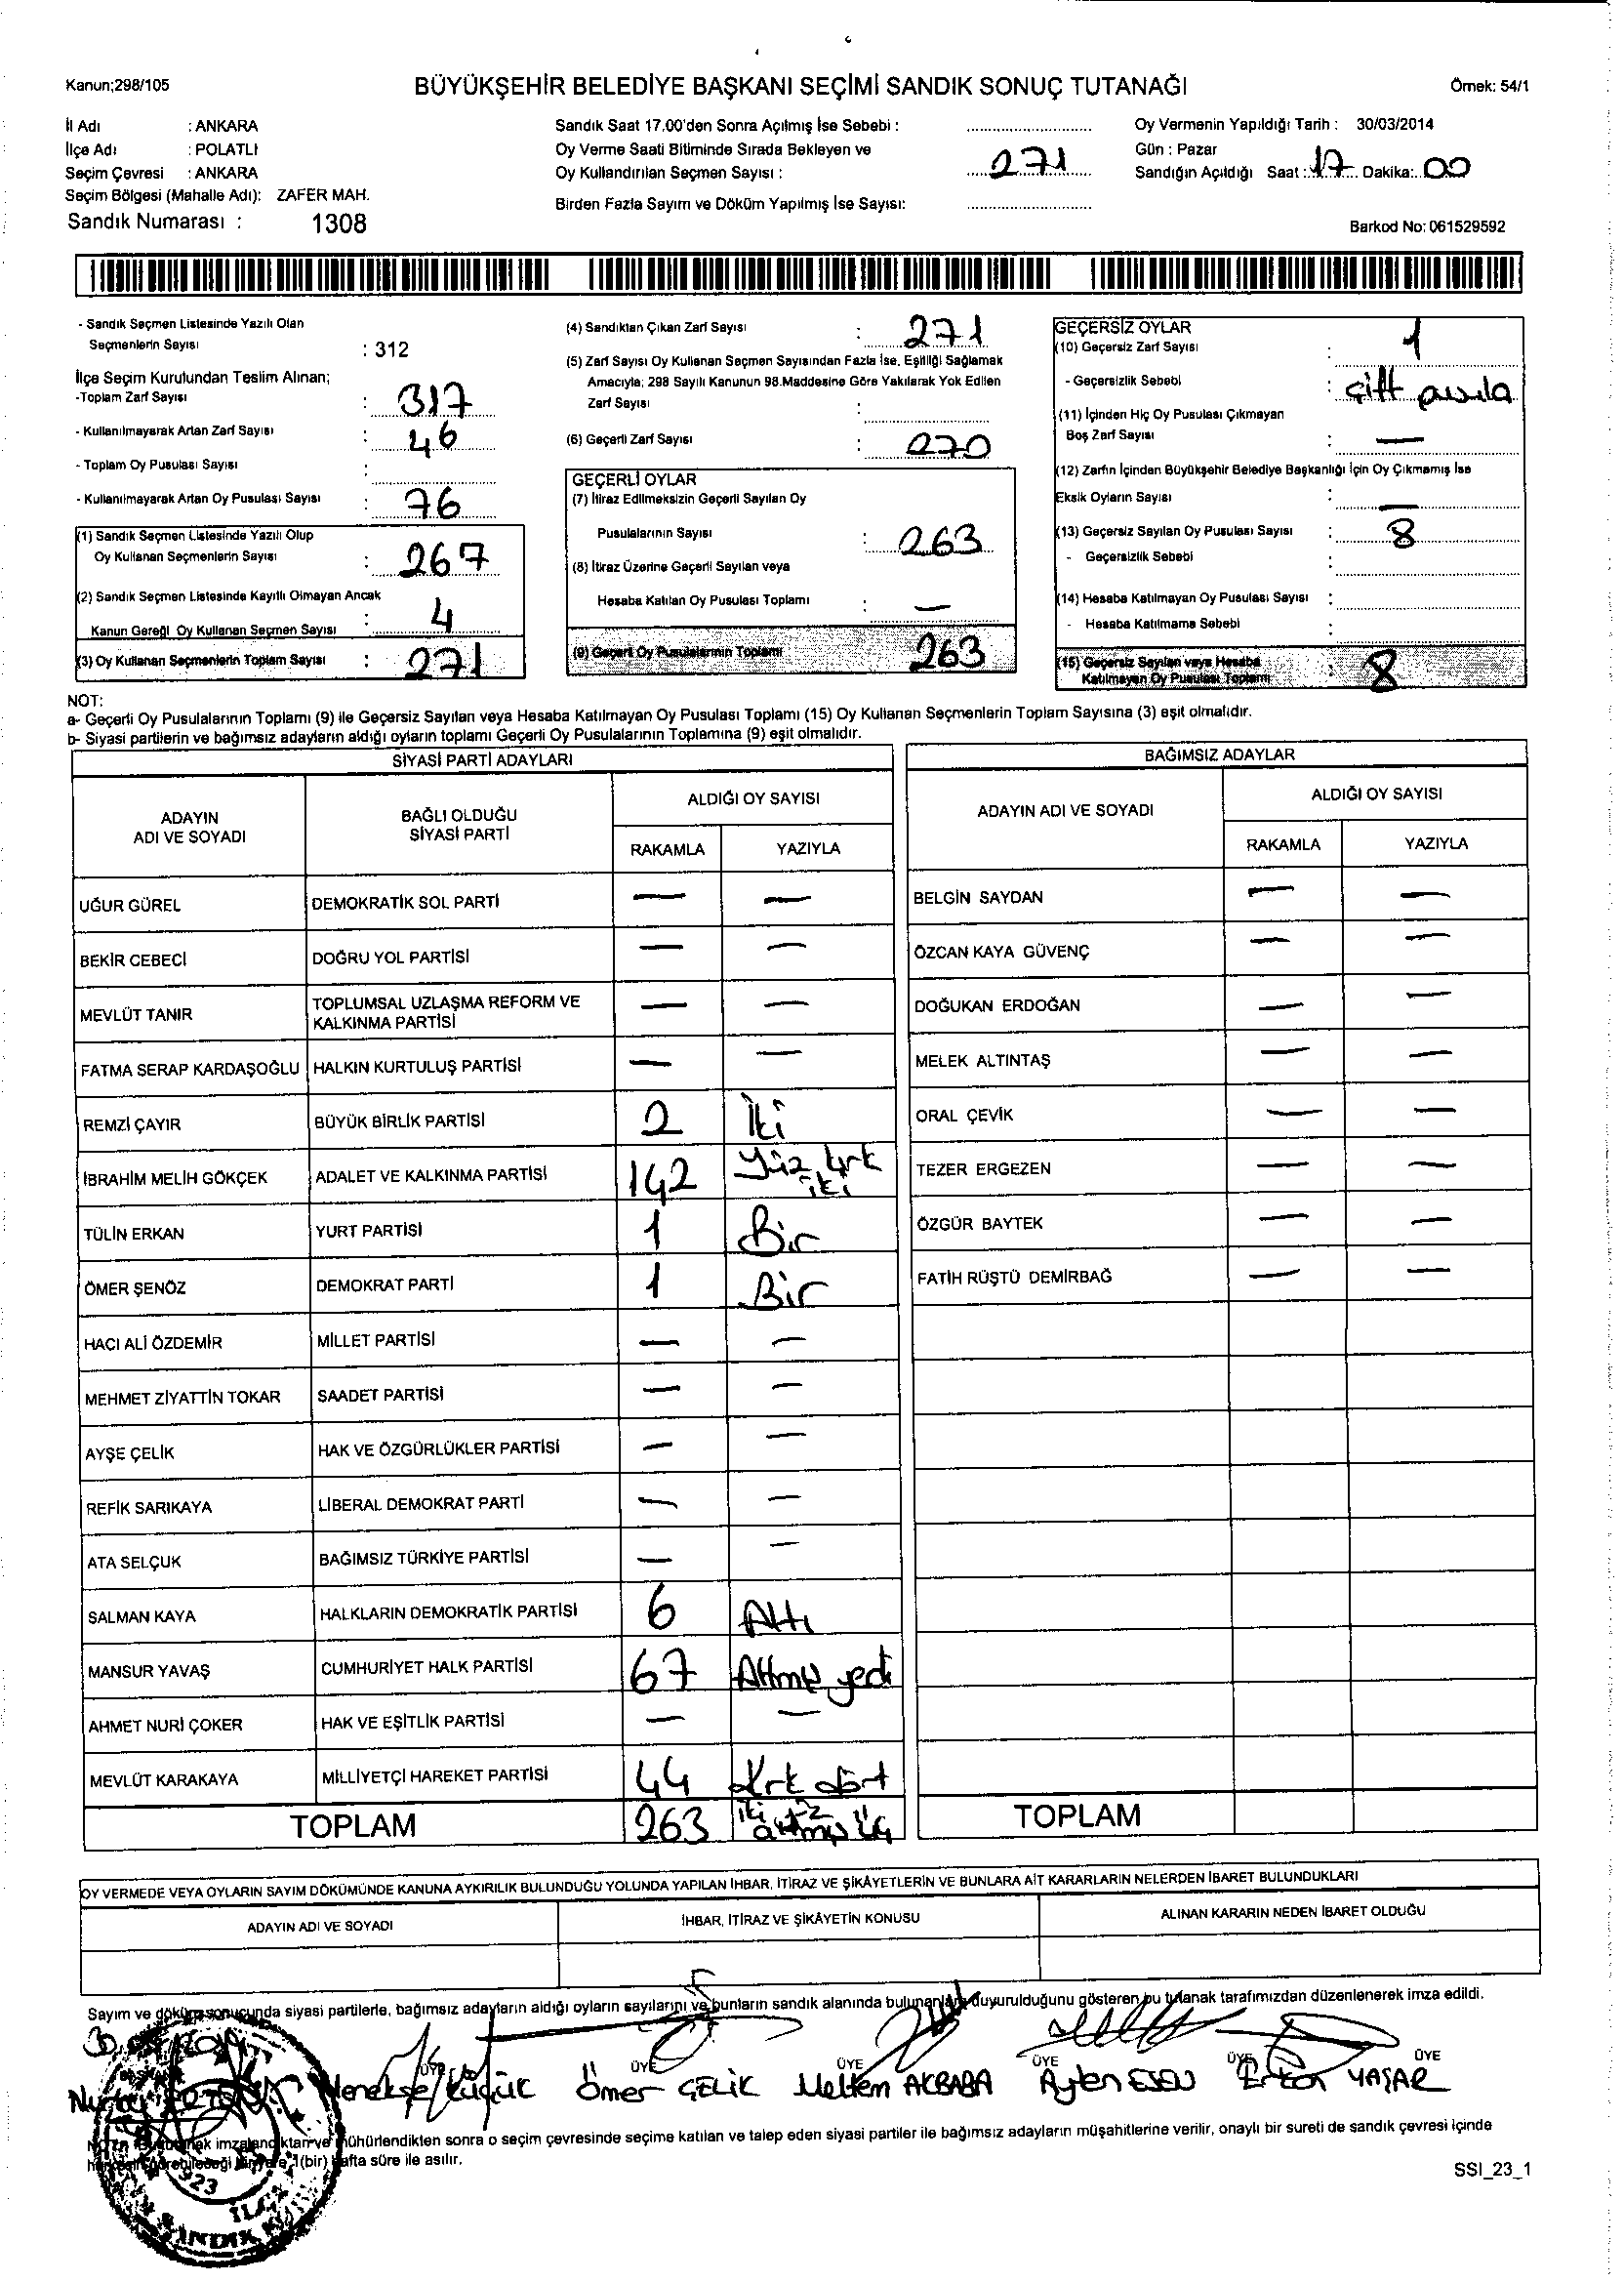 Kanun;298/105
BÜYÜKŞEHİR BELEDİYE BAŞKANI SEÇİMİ SANDIK SONUÇ TUTANAĞI
Örnek: 54/1
İl Adı : ANKARA
İlçe Adı : POLATLI
Seçim Çevresi : ANKARA
Seçim Bölgesi (Mahalle Adı): ZAFER MAH.
Sandık Numarası : 1308
Sandık Saat 17.00'den Sonra Açılmış İse Sebebi :
Oy Verme Saati Bitiminde Sırada Bekleyen ve
Oy Kullandırılan Seçmen Sayısı : 271
Birden Fazla Sayım ve Döküm Yapılmış İse Sayısı:
Oy Vermenin Yapıldığı Tarih : 30/03/2014
Gün : Pazar
Sandığın Açıldığı Saat : 17 Dakika: 00
Barkod No: 061529592
- Sandık Seçmen Listesinde Yazılı Olan
Seçmenlerin Sayısı : 312
İlçe Seçim Kurulundan Teslim Alınan;
-Toplam Zarf Sayısı : 317
- Kullanılmayarak Artan Zarf Sayısı : 46
- Toplam Oy Pusulası Sayısı :
- Kullanılmayarak Artan Oy Pusulası Sayısı : 76
(1) Sandık Seçmen Listesinde Yazılı Olup
Oy Kullanan Seçmenlerin Sayısı : 267
(2) Sandık Seçmen Listesinde Kayıtlı Olmayan Ancak
Kanun Gereği Oy Kullanan Seçmen Sayısı : 4
(3) Oy Kullanan Seçmenlerin Toplam Sayısı : 271
(4) Sandıktan Çıkan Zarf Sayısı : 271
(5) Zarf Sayısı Oy Kullanan Seçmen Sayısından Fazla İse, Eşitliği Sağlamak
Amacıyla; 298 Sayılı Kanunun 98.Maddesine Göre Yakılarak Yok Edilen
Zarf Sayısı :
(6) Geçerli Zarf Sayısı : 270
GEÇERLİ OYLAR
(7) İtiraz Edilmeksizin Geçerli Sayılan Oy
Pusulalarının Sayısı : 263
(8) İtiraz Üzerine Geçerli Sayılan veya
Hesaba Katılan Oy Pusulası Toplamı : —
(9) Geçerli Oy Pusulalarının Toplamı 263
GEÇERSİZ OYLAR
(10) Geçersiz Zarf Sayısı : 1
- Geçersizlik Sebebi : çift pusula
(11) İçinden Hiç Oy Pusulası Çıkmayan
Boş Zarf Sayısı : —
(12) Zarfın İçinden Büyükşehir Belediye Başkanlığı İçin Oy Çıkmamış İse
Eksik Oyların Sayısı : —
(13) Geçersiz Sayılan Oy Pusulası Sayısı : 8
- Geçersizlik Sebebi :
(14) Hesaba Katılmayan Oy Pusulası Sayısı :
- Hesaba Katılmama Sebebi :
(15) Geçersiz Sayılan veya Hesaba
Katılmayan Oy Pusulası Toplamı : 8
NOT:
a- Geçerli Oy Pusulalarının Toplamı (9) ile Geçersiz Sayılan veya Hesaba Katılmayan Oy Pusulası Toplamı (15) Oy Kullanan Seçmenlerin Toplam Sayısına (3) eşit olmalıdır.
b- Siyasi partilerin ve bağımsız adayların aldığı oyların toplamı Geçerli Oy Pusulalarının Toplamına (9) eşit olmalıdır.
SİYASİ PARTİ ADAYLARI
ADAYIN
ADI VE SOYADI
BAĞLI OLDUĞU
SİYASİ PARTİ
ALDIĞI OY SAYISI
RAKAMLA YAZIYLA
UĞUR GÜREL DEMOKRATİK SOL PARTİ — —
BEKİR CEBECİ DOĞRU YOL PARTİSİ — —
MEVLÜT TANIR TOPLUMSAL UZLAŞMA REFORM VE
KALKINMA PARTİSİ — —
FATMA SERAP KARDAŞOĞLU HALKIN KURTULUŞ PARTİSİ — —
REMZİ ÇAYIR BÜYÜK BİRLİK PARTİSİ 2 İki
İBRAHİM MELİH GÖKÇEK ADALET VE KALKINMA PARTİSİ 142 Yüz kırk
iki
TÜLİN ERKAN YURT PARTİSİ 1 Bir
ÖMER ŞENÖZ DEMOKRAT PARTİ 1 Bir
HACI ALİ ÖZDEMİR MİLLET PARTİSİ — —
MEHMET ZİYATTİN TOKAR SAADET PARTİSİ — —
AYŞE ÇELİK HAK VE ÖZGÜRLÜKLER PARTİSİ — —
REFİK SARIKAYA LİBERAL DEMOKRAT PARTİ — —
ATA SELÇUK BAĞIMSIZ TÜRKİYE PARTİSİ — —
SALMAN KAYA HALKLARIN DEMOKRATİK PARTİSİ 6 Altı
MANSUR YAVAŞ CUMHURİYET HALK PARTİSİ 67 Altmış yedi
AHMET NURİ ÇOKER HAK VE EŞİTLİK PARTİSİ — —
MEVLÜT KARAKAYA MİLLİYETÇİ HAREKET PARTİSİ 44 Kırk dört
TOPLAM 263 iki yüz
altmış üç
BAĞIMSIZ ADAYLAR
ADAYIN ADI VE SOYADI
ALDIĞI OY SAYISI
RAKAMLA YAZIYLA
BELGİN SAYDAN — —
ÖZCAN KAYA GÜVENÇ — —
DOĞUKAN ERDOĞAN — —
MELEK ALTINTAŞ — —
ORAL ÇEVİK — —
TEZER ERGEZEN — —
ÖZGÜR BAYTEK — —
FATİH RÜŞTÜ DEMİRBAĞ — —
TOPLAM
OY VERMEDE VEYA OYLARIN SAYIM DÖKÜMÜNDE KANUNA AYKIRILIK BULUNDUĞU YOLUNDA YAPILAN İHBAR, İTİRAZ VE ŞİKÂYETLERİN VE BUNLARA AİT KARARLARIN NELERDEN İBARET BULUNDUKLARI
ADAYIN ADI VE SOYADI
İHBAR, İTİRAZ VE ŞİKÂYETİN KONUSU
ALINAN KARARIN NEDEN İBARET OLDUĞU
Sayım ve döküm sonucunda siyasi partilerle, bağımsız adayların aldığı oyların sayılarını ve bunların sandık alanında bulunanlara duyurulduğunu gösteren bu tutanak tarafımızdan düzenlenerek imza edildi.
ÜYE ÜYE ÜYE ÜYE ÜYE
Menekşe Küçük Ömer ÇELİK Meltem AKBABA Ayten ESEN Erkan YAŞAR
imzalandıktan ve mühürlendikten sonra o seçim çevresinde seçime katılan ve talep eden siyasi partiler ile bağımsız adayların müşahitlerine verilir, onaylı bir sureti de sandık çevresi içinde
1(bir) hafta süre ile asılır.
SSI_23_1